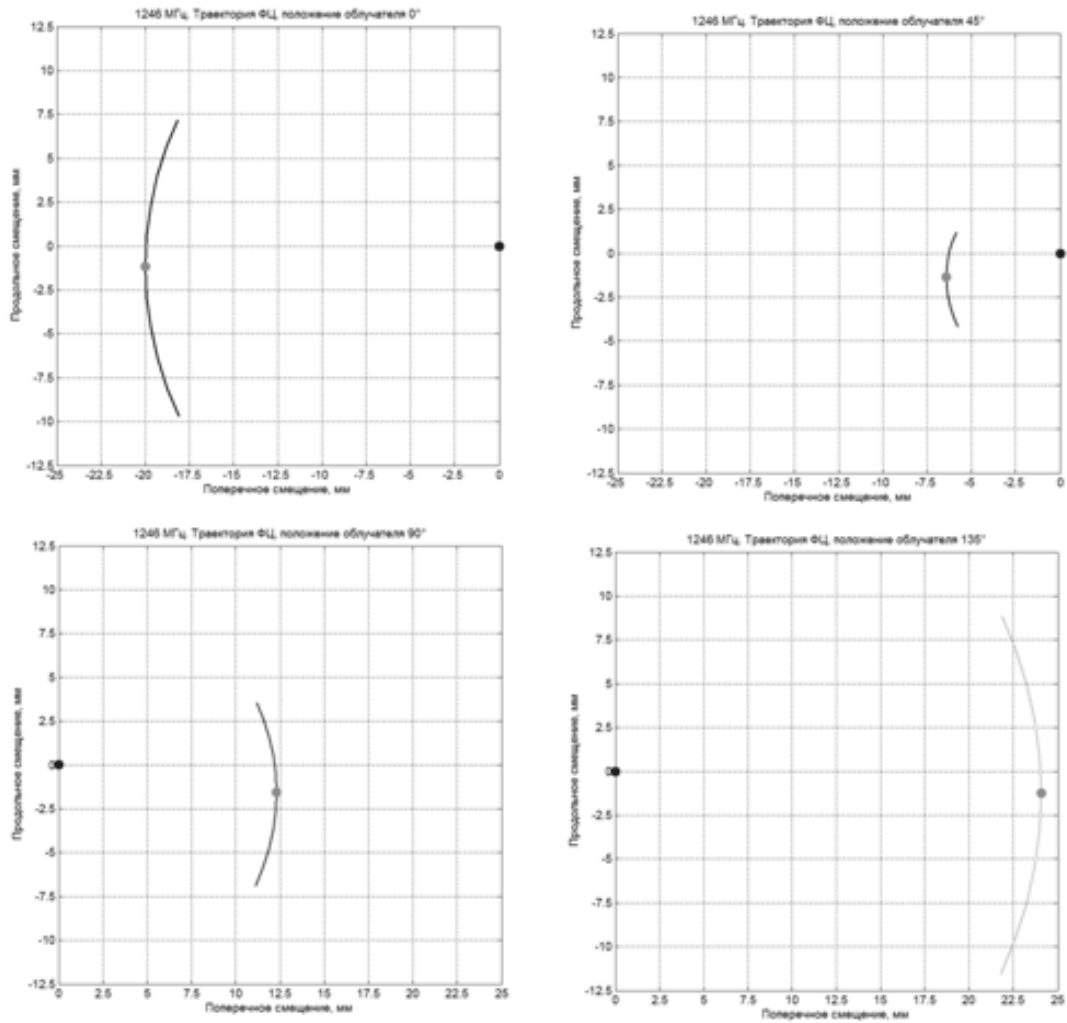 1246 МГц. Траектория ФЦ, положение облучателя 0°
12.5
10
7.5
5
2.5
0
-2.5
-5
-7.5
-10
-12.5
Продольное смещение, мм
-25 -22.5 -20 -17.5 -15 -12.5 -10 -7.5 -5 -2.5 0
Поперечное смещение, мм
1246 МГц. Траектория ФЦ, положение облучателя 45°
12.5
10
7.5
5
2.5
0
-2.5
-5
-7.5
-10
-12.5
Продольное смещение, мм
-25 -22.5 -20 -17.5 -15 -12.5 -10 -7.5 -5 -2.5 0
Поперечное смещение, мм
1246 МГц. Траектория ФЦ, положение облучателя 90°
12.5
10
7.5
5
2.5
0
-2.5
-5
-7.5
-10
-12.5
Продольное смещение, мм
0 2.5 5 7.5 10 12.5 15 17.5 20 22.5 25
Поперечное смещение, мм
1246 МГц. Траектория ФЦ, положение облучателя 135°
12.5
10
7.5
5
2.5
0
-2.5
-5
-7.5
-10
-12.5
Продольное смещение, мм
0 2.5 5 7.5 10 12.5 15 17.5 20 22.5 25
Поперечное смещение, мм